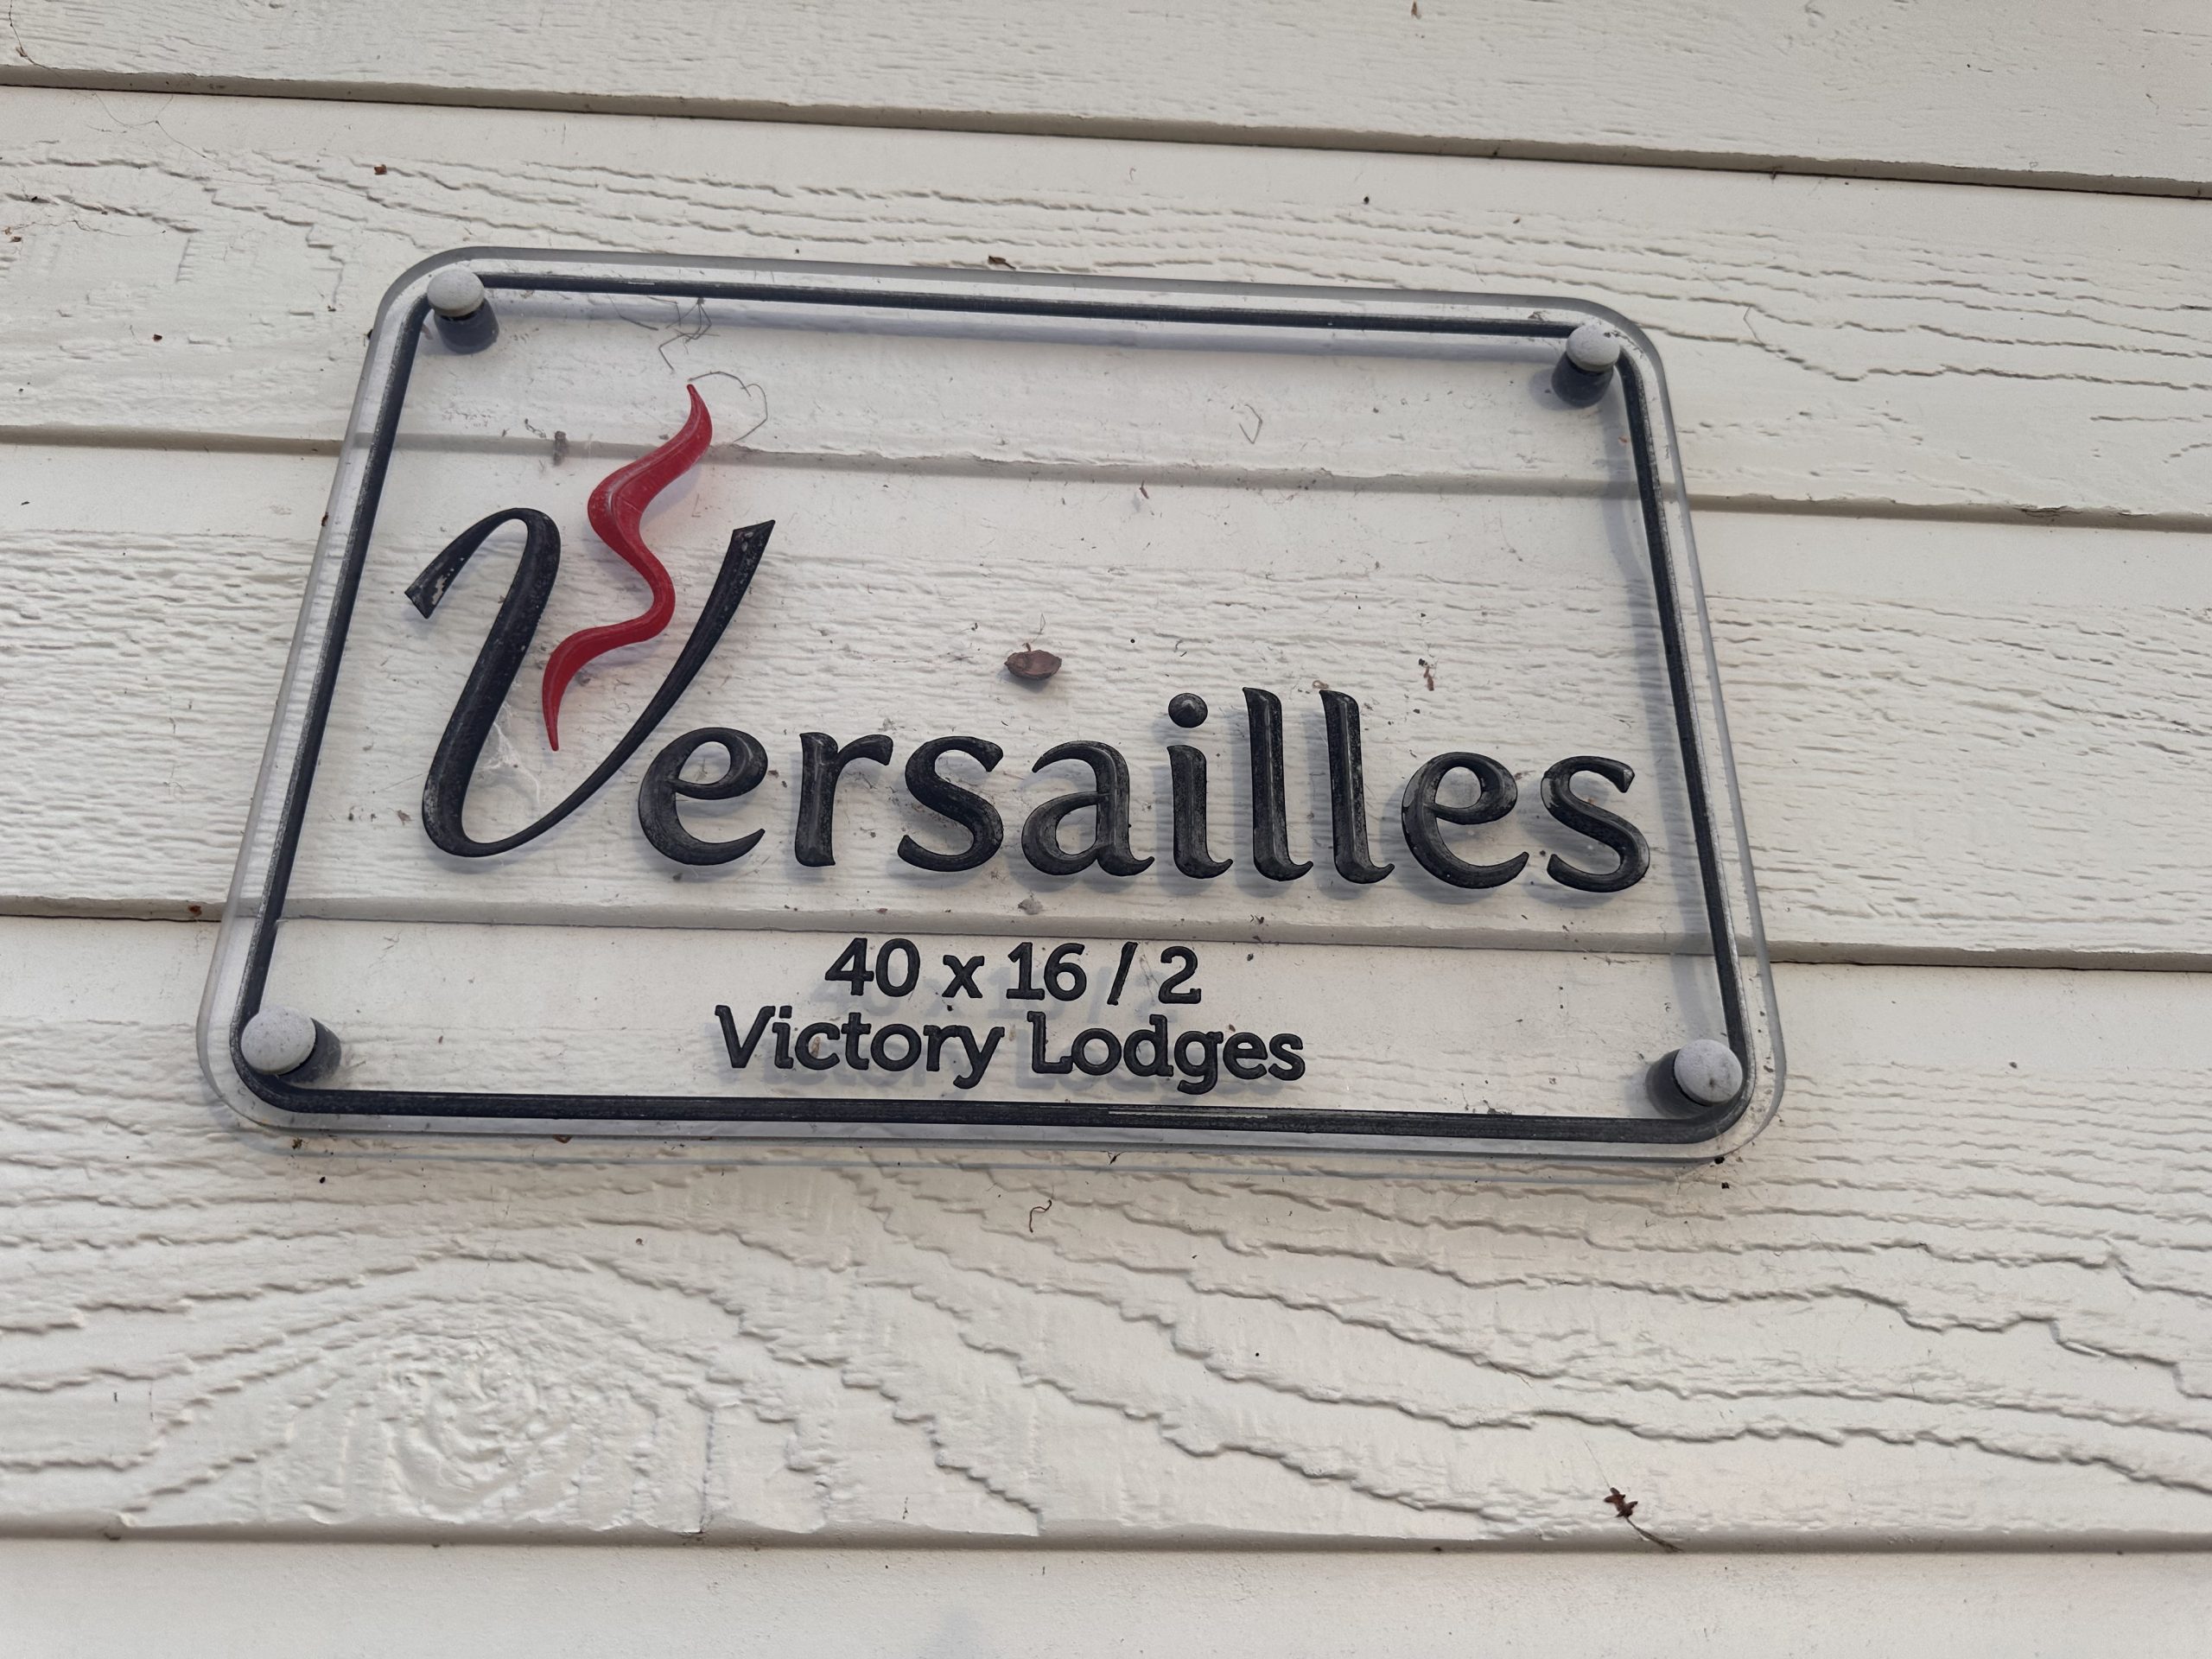 Versailles
40 x 16 / 2
Victory Lodges